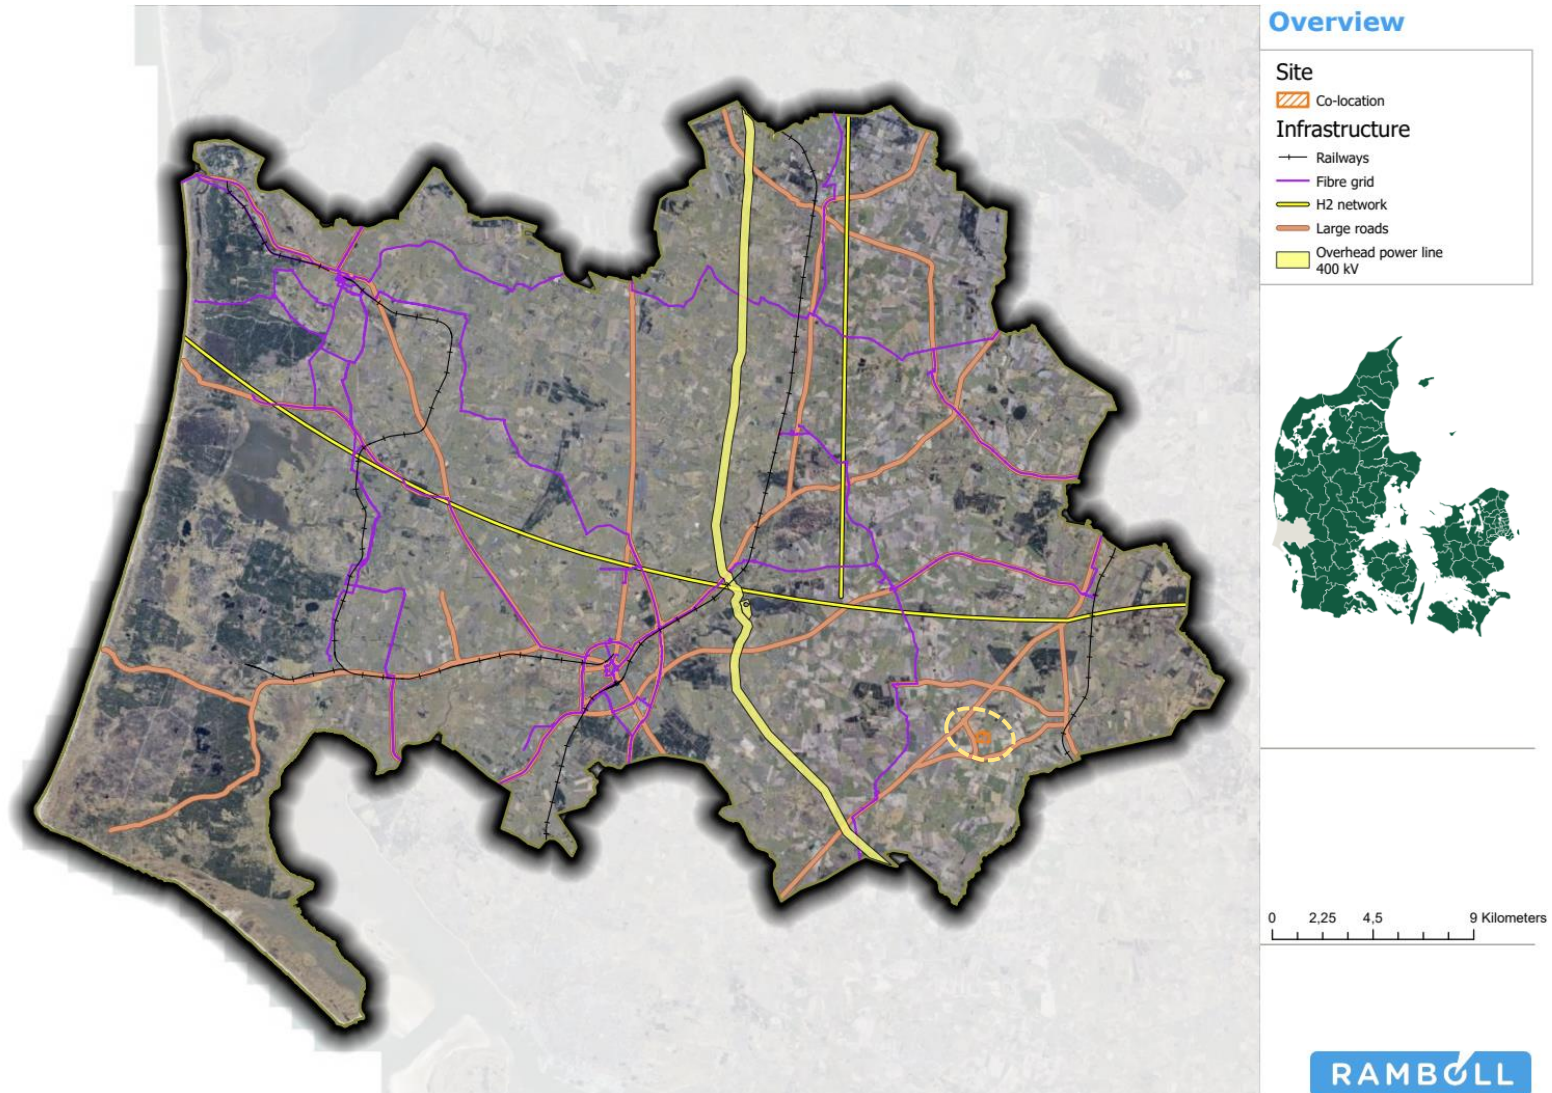 Overview
Site
Co-location
Infrastructure
Railways
Fibre grid
H2 network
Large roads
Overhead power line
400 kV
0 2,25 4,5 9 Kilometers
RAMBOLL